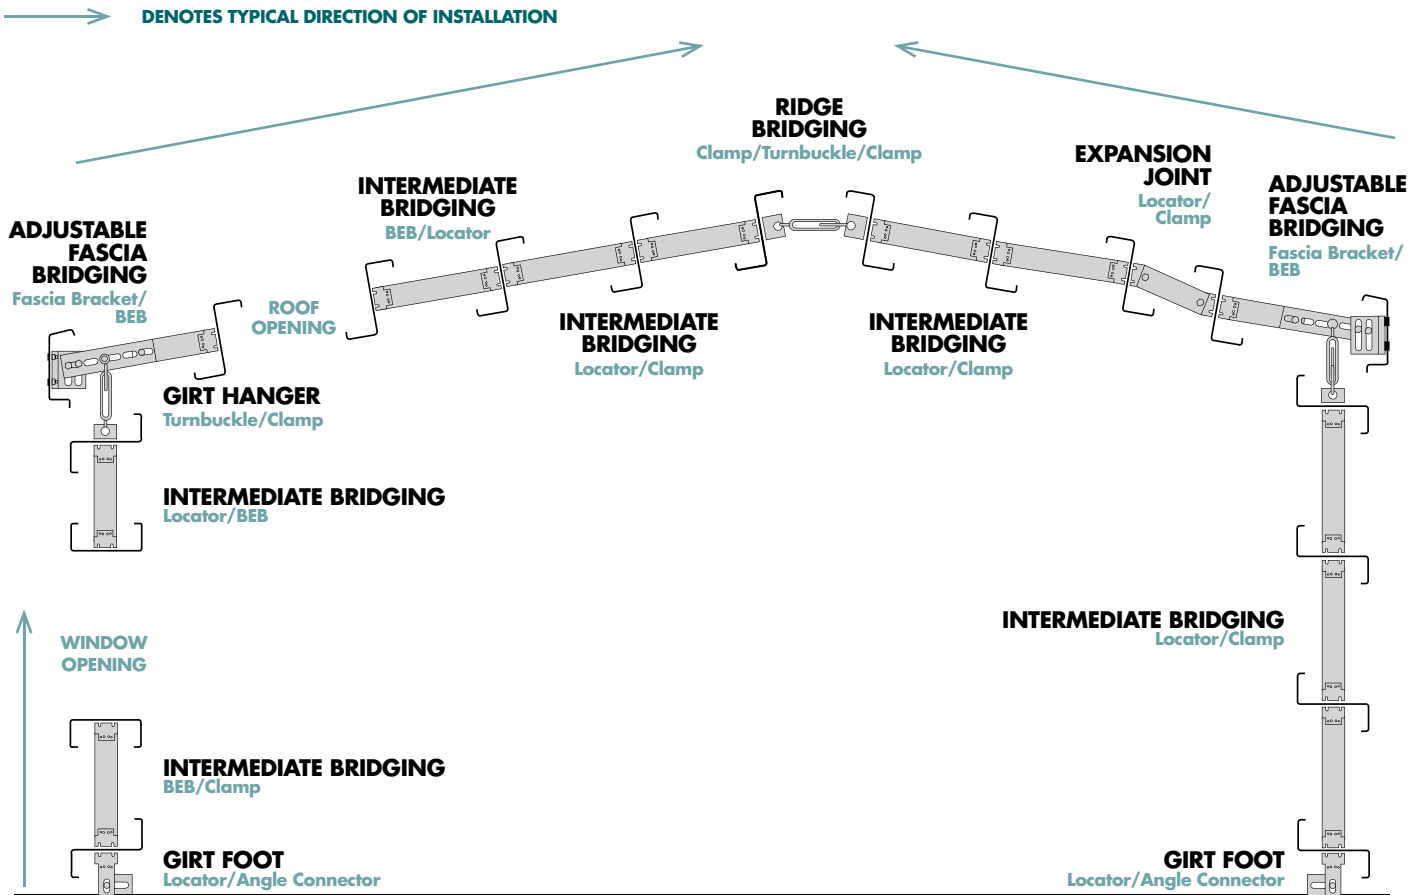 DENOTES TYPICAL DIRECTION OF INSTALLATION
RIDGE
BRIDGING
Clamp/Turnbuckle/Clamp
EXPANSION
JOINT
Locator/
Clamp
ADJUSTABLE
FASCIA
BRIDGING
Fascia Bracket/
BEB
INTERMEDIATE
BRIDGING
BEB/Locator
ADJUSTABLE
FASCIA
BRIDGING
Fascia Bracket/
BEB
ROOF
OPENING
INTERMEDIATE
BRIDGING
Locator/Clamp
INTERMEDIATE
BRIDGING
Locator/Clamp
GIRT HANGER
Turnbuckle/Clamp
INTERMEDIATE BRIDGING
Locator/BEB
WINDOW
OPENING
INTERMEDIATE BRIDGING
Locator/Clamp
INTERMEDIATE BRIDGING
BEB/Clamp
GIRT FOOT
Locator/Angle Connector
GIRT FOOT
Locator/Angle Connector